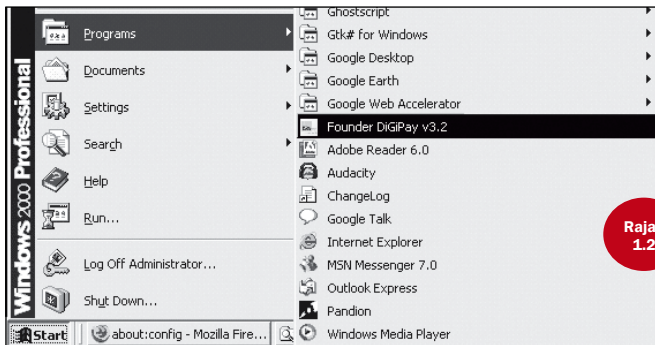 Windows 2000 Professional
Programs
Documents
Settings
Search
Help
Run...
Log Off Administrator...
Shut Down...
Ghostscript
Gtk# for Windows
Google Desktop
Google Earth
Google Web Accelerator
Founder DiGiPay v3.2
Adobe Reader 6.0
Audacity
ChangeLog
Google Talk
Internet Explorer
MSN Messenger 7.0
Outlook Express
Pandion
Windows Media Player
Raja
1.2
Start
about:config - Mozilla Fire...